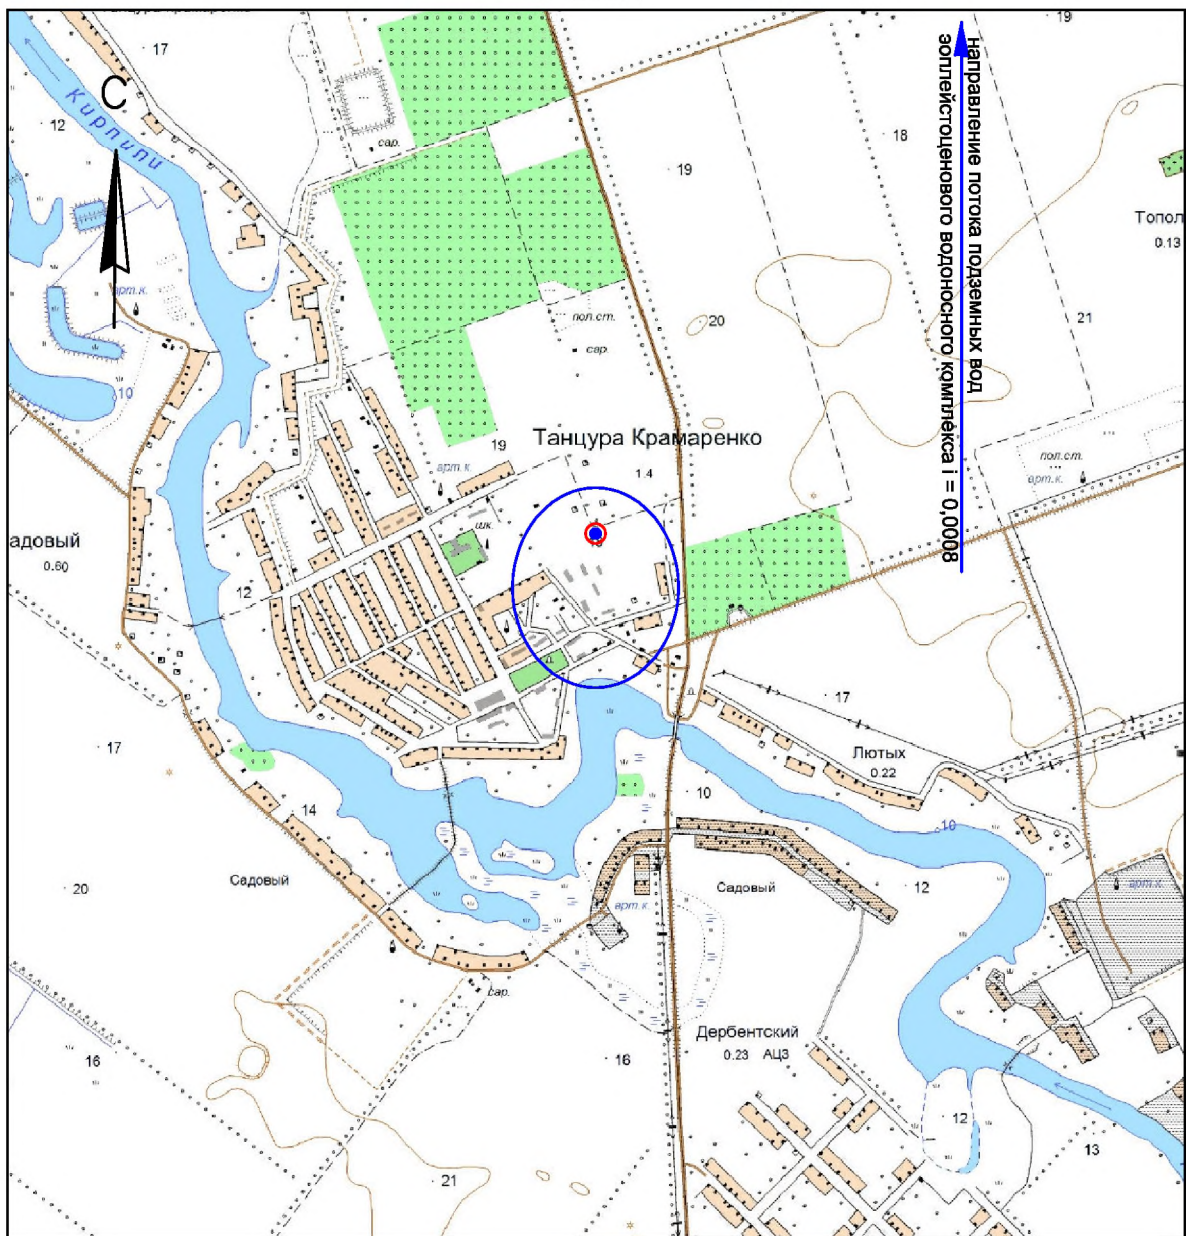 Танцура Крамаренко
17
19
С
Кирпили
12
сар.
18
19
Топол
0.13
направление потока подземных вод
эоплейстоценового водоносного комплекса i = 0,0008
арт.к.
пол.ст.
20
21
сар.
10
Танцура Крамаренко
19
1.4
арт.к.
пол.ст.
арт.к.
шк.
адовый
0.60
12
17
17
Лютых
0.22
14
10
10
20
Садовый
Садовый
12
арт.к.
арт.к.
сар.
Дербентский
0.23 АЦЗ
16
16
12
13
21